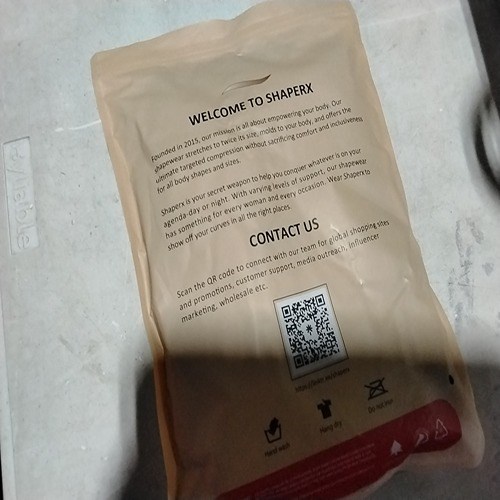 WELCOME TO SHAPERX
Founded in 2015, our mission is all about empowering your body. Our
shapewear stretches to twice its size, molds to your body, and offers the
ultimate targeted compression without sacrificing comfort and inclusiveness
for all body shapes and sizes.
Shaperx is your secret weapon to help you conquer whatever is on your
agenda-day or night. With varying levels of support, our shapewear
has something for every woman and every occasion. Wear Shaperx to
show off your curves in all the right places.
CONTACT US
Scan the QR code to connect with our team for global shopping sites
and promotions, customer support, media outreach, influencer
marketing, wholesale etc.
Hand wash
Hang dry
Do not iron